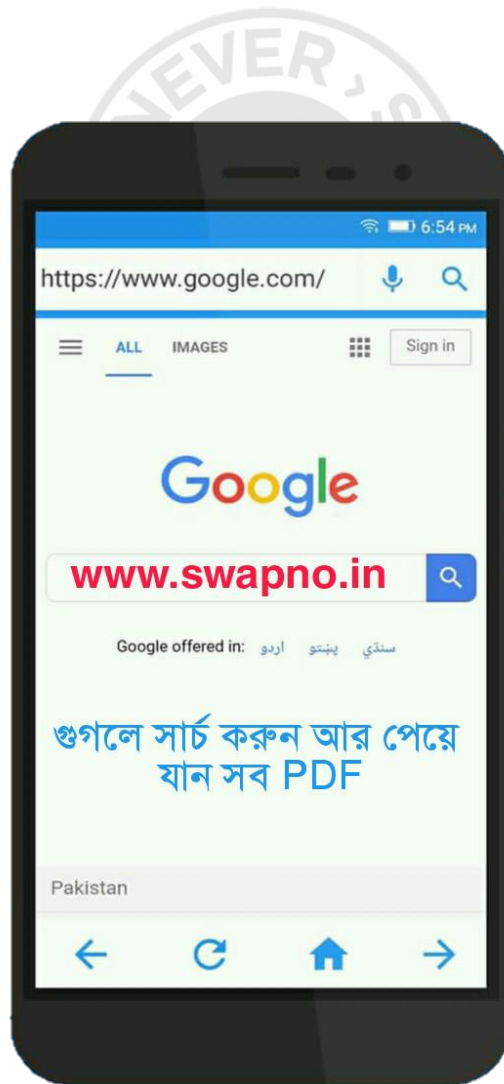 NEVER
6:54 PM
https://www.google.com/
ALL IMAGES Sign in
Google
www.swapno.in
Google offered in: اردو پښتو سنڌي
গুগলে সার্চ করুন আর পেয়ে
যান সব PDF
Pakistan